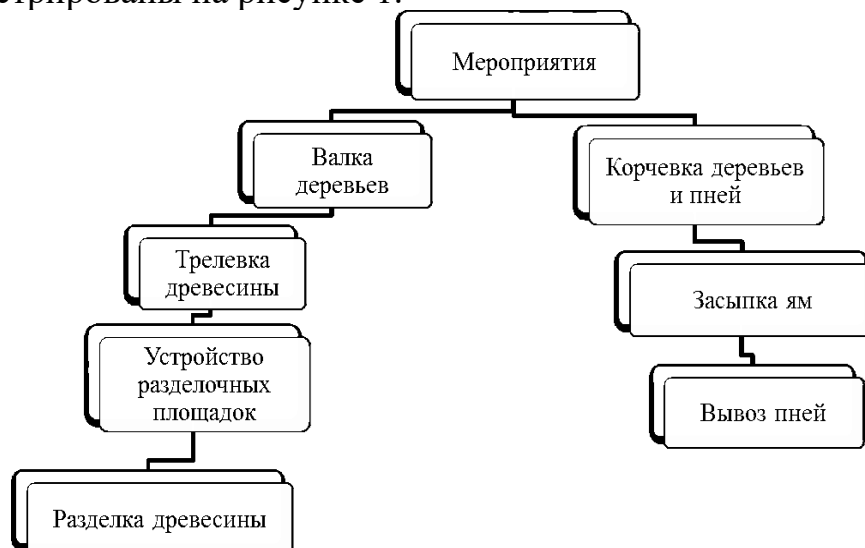 стрированы на рисунке 1.
Мероприятия
Валка
деревьев
Корчевка деревьев
и пней
Трелевка
древесины
Засыпка ям
Устройство
разделочных
площадок
Вывоз пней
Разделка древесины